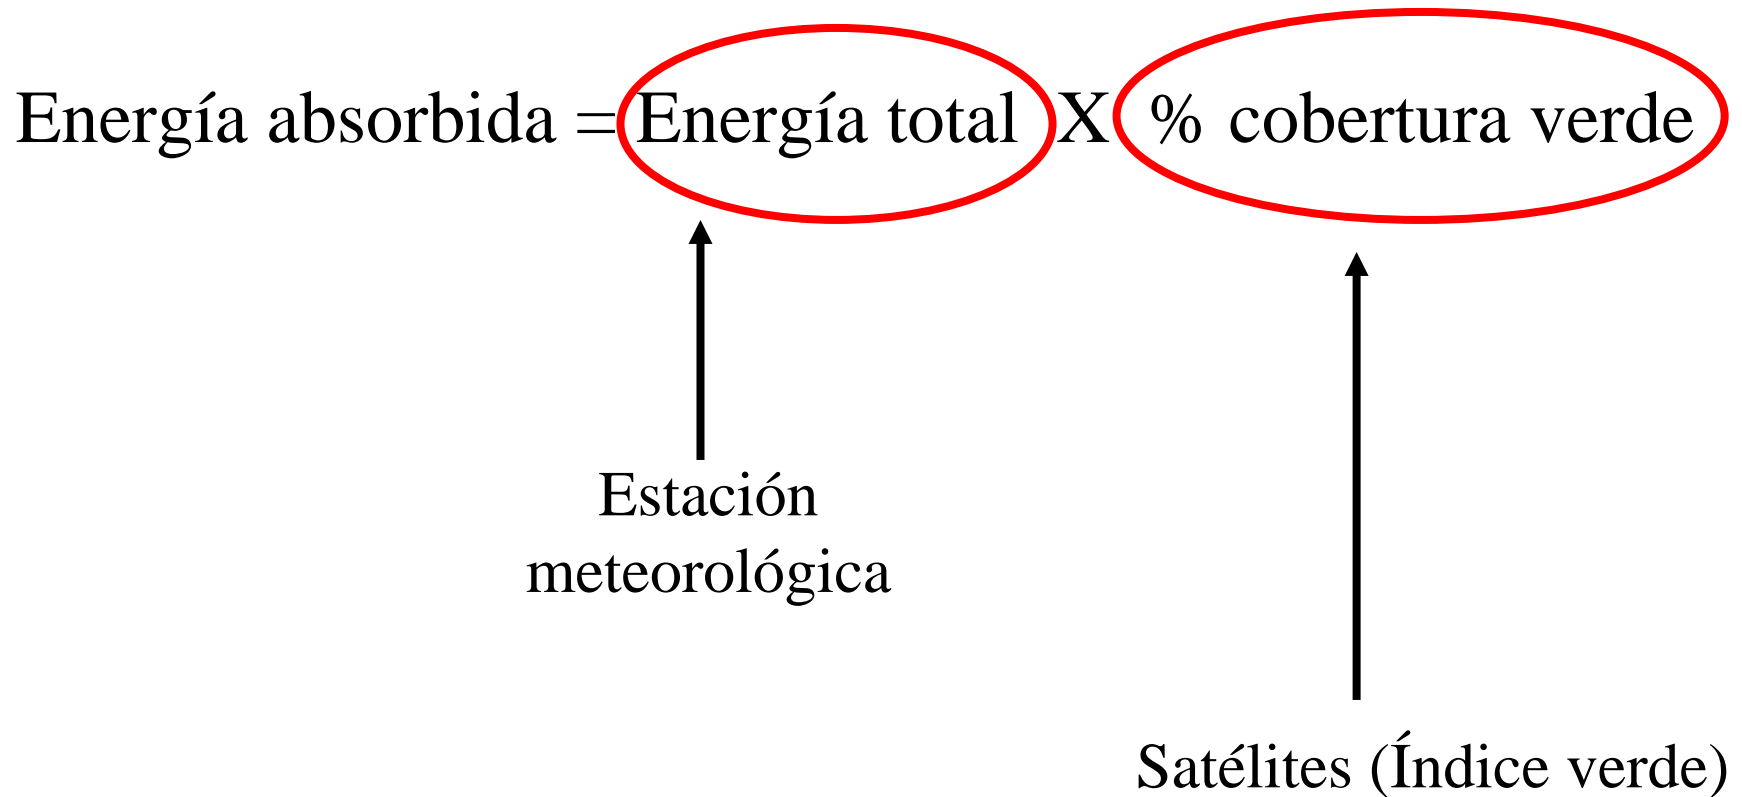 Energía absorbida = Energía total X % cobertura verde
Estación
meteorológica
Satélites (Índice verde)